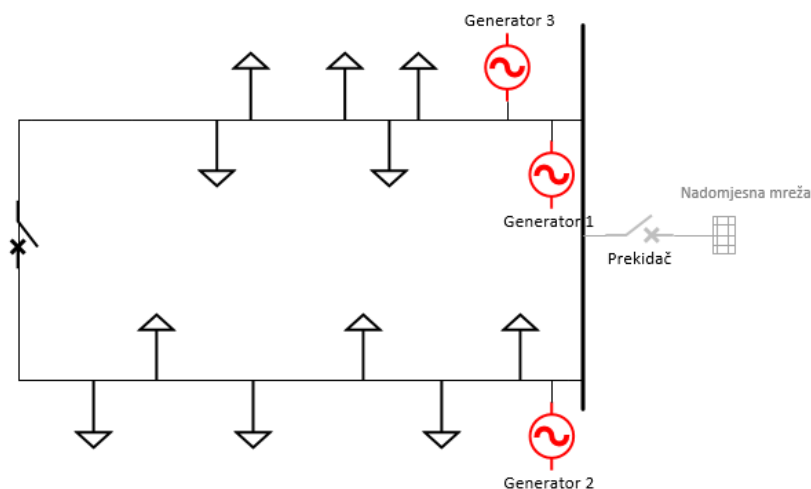 Generator 3
Nadomjesna mreža
Generator 1
Prekidač
Generator 2